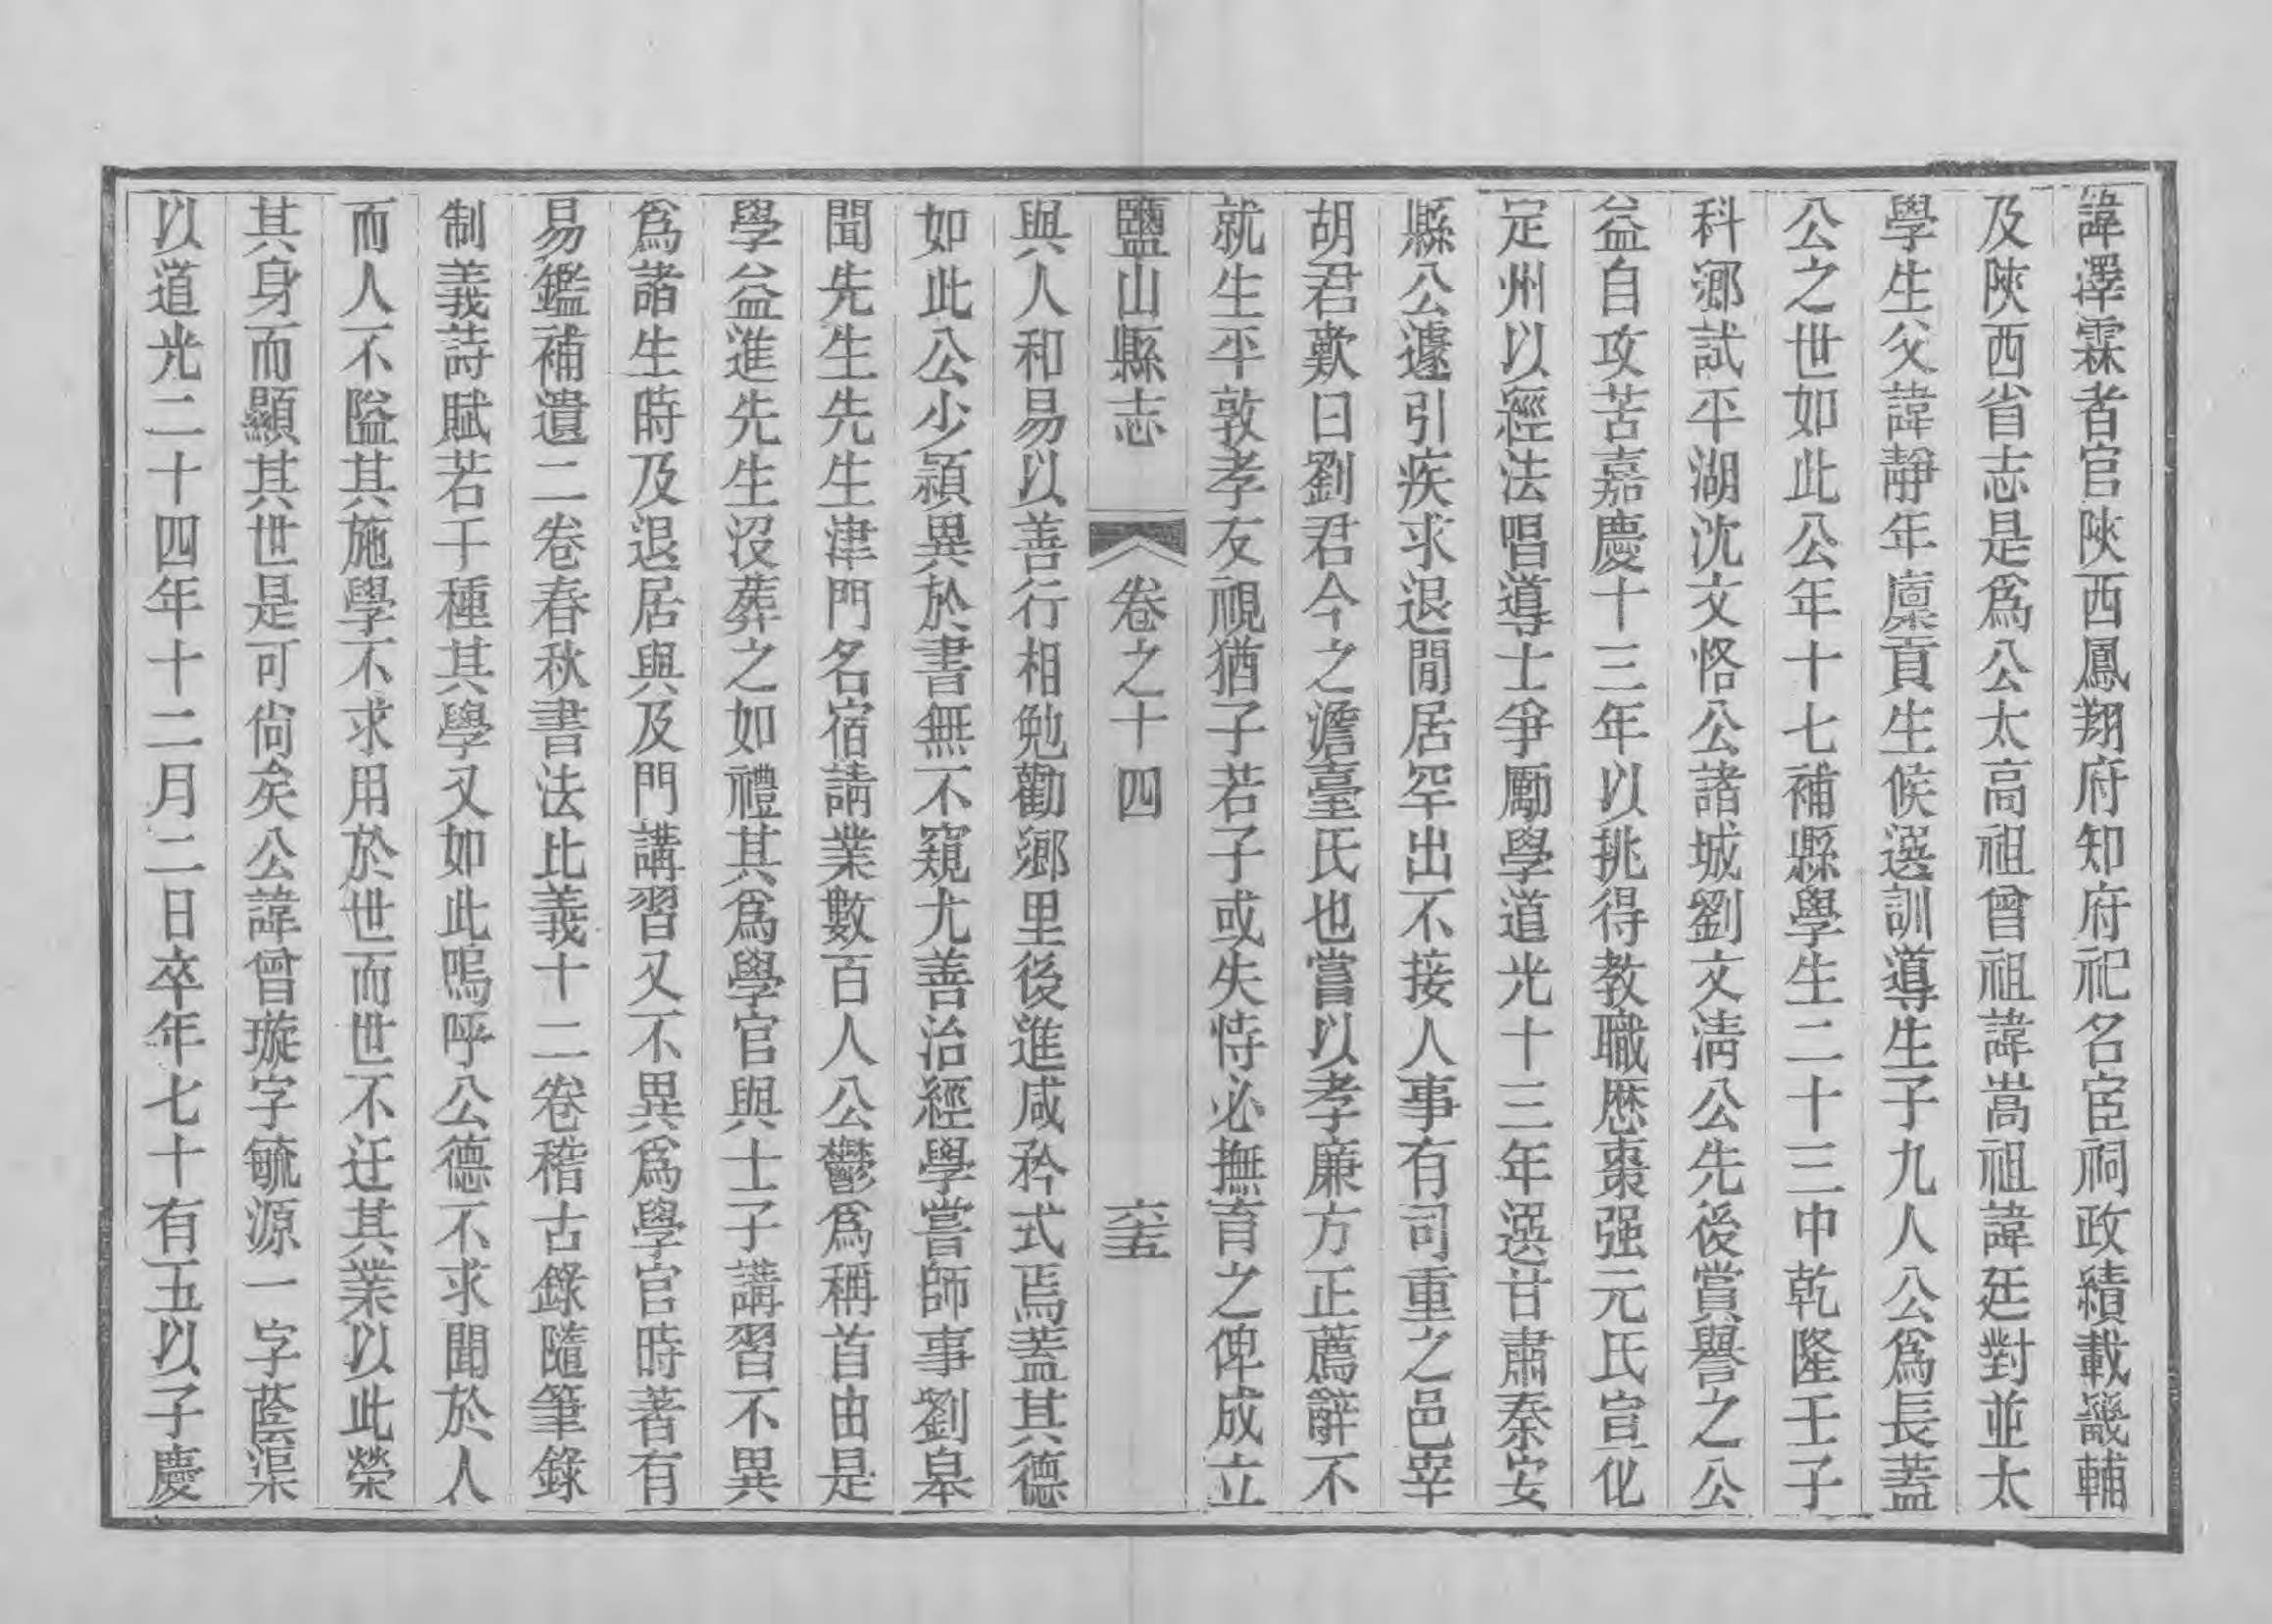 諱澤霖者官陜西鳳翔府知府祀名宦祠政績載畿輔
及陜西省志是爲公太高祖曾祖諱嵩祖諱廷對並太
學生父諱靜年廩貢生候選訓導生子九人公爲長蓋
公之世如此公年十七補縣學生二十三中乾隆壬子
科鄉試平湖沈文恪公諸城劉文淸公先後賞譽之公
益自攻苦嘉慶十三年以挑得教職歴棗强元氏宣化
定州以經法唱導士爭勵學道光十三年選甘肅秦安
縣公遽引疾求退閒居罕出不接人事有司重之邑宰
胡君歎曰劉君今之澹臺氏也嘗以孝廉方正薦辭不
就生平敦孝友視猶子若子或失恃必撫育之俾成立
鹽山縣志 卷之十四 六十五
與人和易以善行相勉勸鄉里後進咸矜式焉蓋其德
如此公少穎異於書無不窺尤善治經學嘗師事劉皋
聞先生先生津門名宿請業數百人公鬱爲稱首由是
學益進先生沒葬之如禮其爲學官與士子講習不異
爲諸生時及退居與及門講習又不異爲學官時著有
易鑑補遺二卷春秋書法比義十二卷稽古錄隨筆錄
制義詩賦若干種其學又如此嗚呼公德不求聞於人
而人不隘其施學不求用於世而世不迂其業以此榮
其身而顯其世是可尙矣公諱曾璇字毓源一字蔭渠
以道光二十四年十二月二日卒年七十有五以子慶